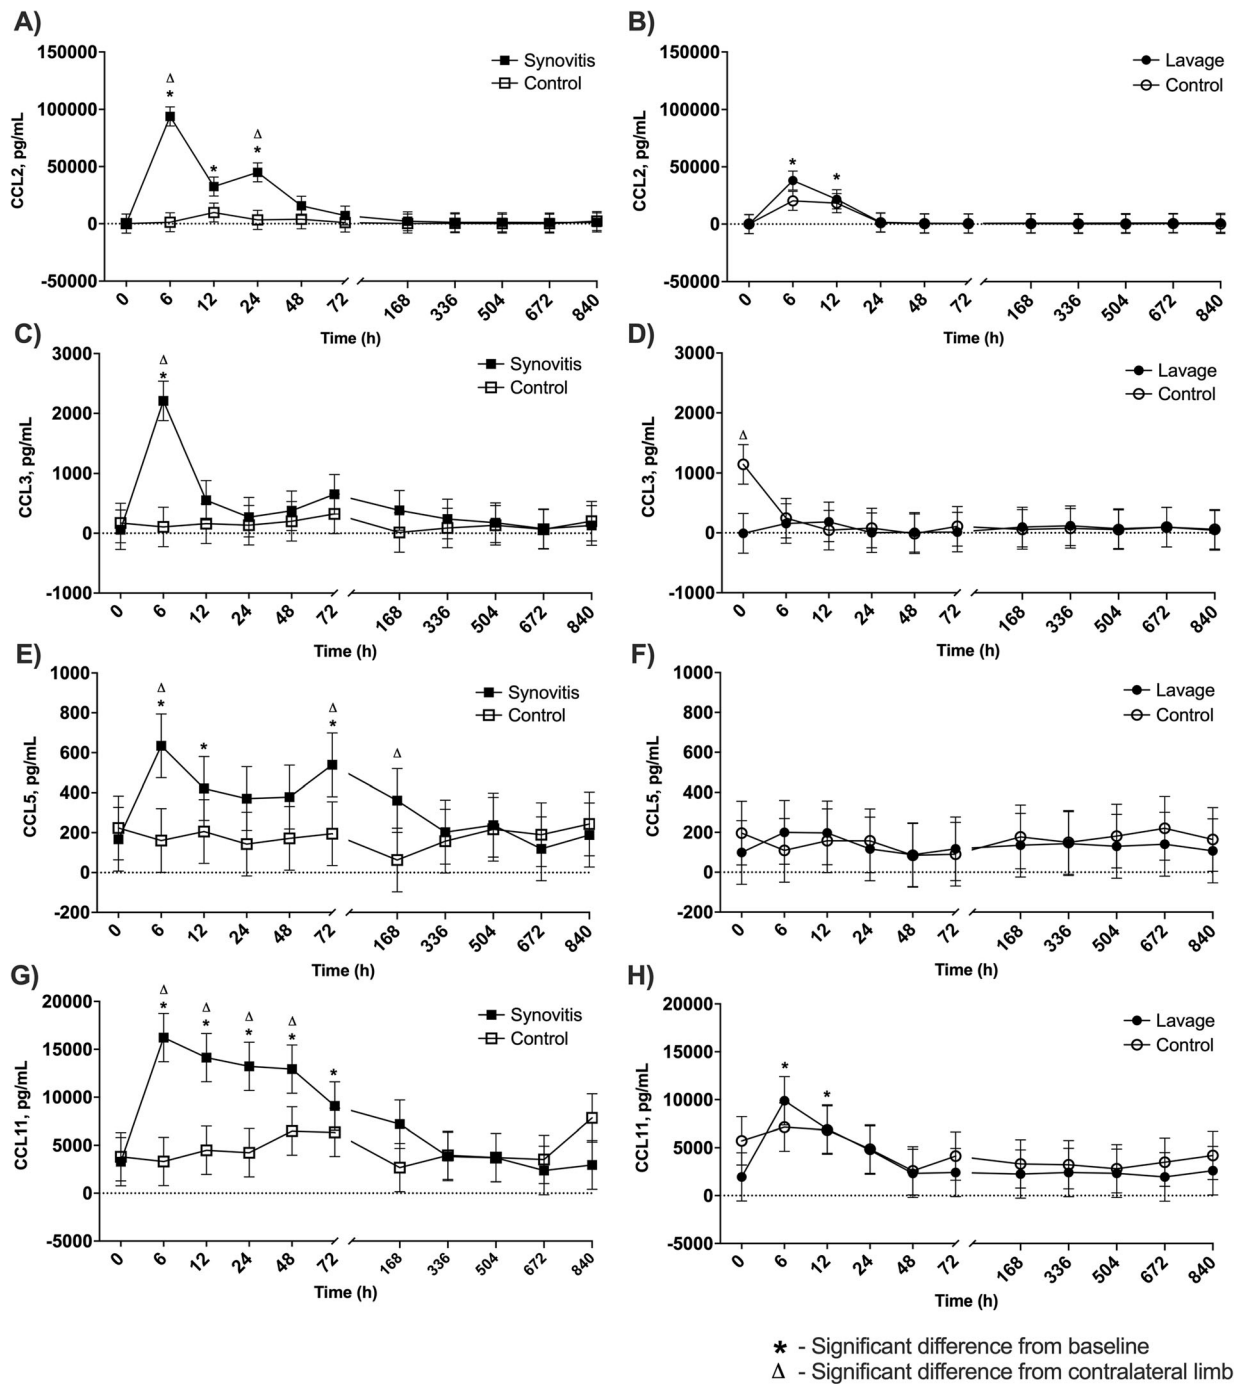 A)
150000
100000
50000
0
-50000
CCL2, pg/mL
Synovitis
Control
Δ
*
*
Δ
*
0 6 12 24 48 72 168 336 504 672 840
Time (h)
B)
150000
100000
50000
0
-50000
CCL2, pg/mL
Lavage
Control
* *
0 6 12 24 48 72 168 336 504 672 840
Time (h)
C)
3000
2000
1000
0
-1000
CCL3, pg/mL
Synovitis
Control
Δ
*
0 6 12 24 48 72 168 336 504 672 840
Time (h)
D)
3000
2000
1000
0
-1000
CCL3, pg/mL
Lavage
Control
Δ
0 6 12 24 48 72 168 336 504 672 840
Time (h)
E)
1000
800
600
400
200
0
-200
CCL5, pg/mL
Synovitis
Control
Δ
*
*
Δ
*
Δ
0 6 12 24 48 72 168 336 504 672 840
Time (h)
F)
1000
800
600
400
200
0
-200
CCL5, pg/mL
Lavage
Control
0 6 12 24 48 72 168 336 504 672 840
Time (h)
G)
20000
15000
10000
5000
0
-5000
CCL11, pg/mL
Synovitis
Control
Δ Δ Δ Δ
* * * * *
0 6 12 24 48 72 168 336 504 672 840
Time (h)
H)
20000
15000
10000
5000
0
-5000
CCL11, pg/mL
Lavage
Control
* *
0 6 12 24 48 72 168 336 504 672 840
Time (h)
* - Significant difference from baseline
Δ - Significant difference from contralateral limb